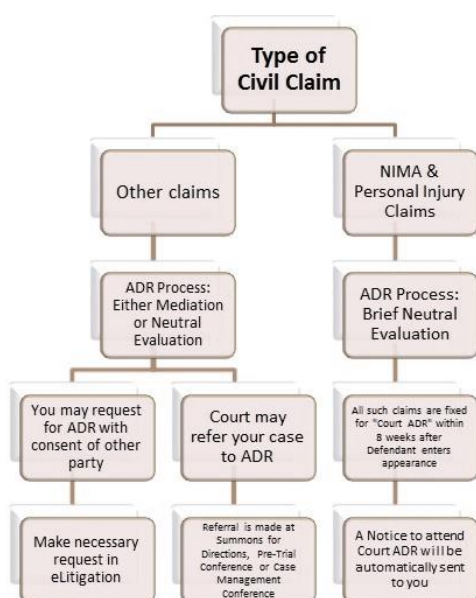 Type of
Civil Claim
Other claims
NIMA &
Personal Injury
Claims
ADR Process:
Either Mediation
or Neutral
Evaluation
ADR Process:
Brief Neutral
Evaluation
You may request
for ADR with
consent of other
party
Court may
refer your case
to ADR
All such claims are fixed
for "Court ADR" within
8 weeks after
Defendant enters
appearance
Make necessary
request in
eLitigation
Referral is made at
Summons for
Directions, Pre-Trial
Conference or Case
Management
Conference
A Notice to attend
Court ADR will be
automatically sent
to you